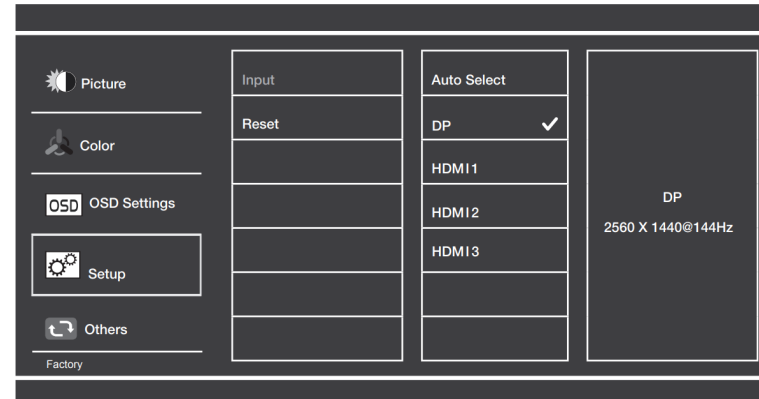 Picture
Color
OSD
OSD Settings
Setup
Others
Factory
Input
Reset
Auto Select
DP
HDMI1
HDMI2
HDMI3
DP
2560 X 1440@144Hz